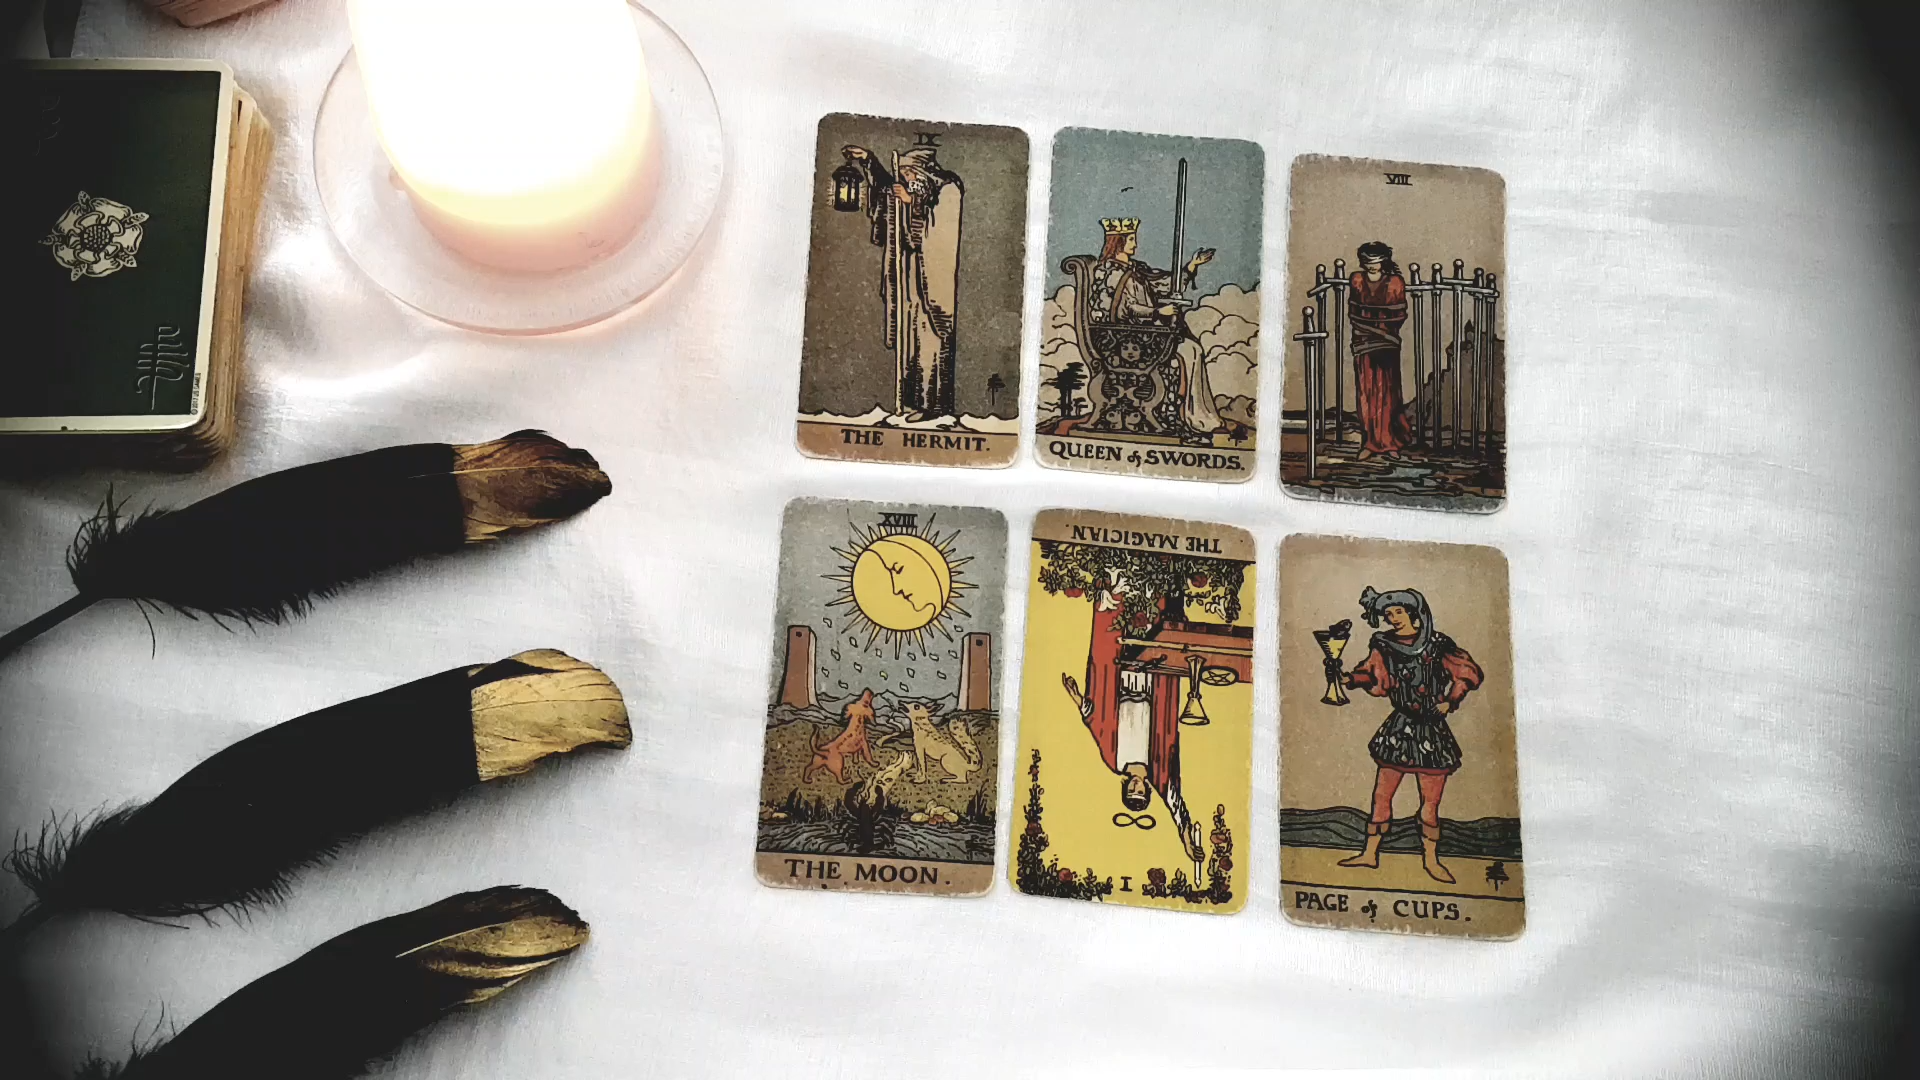 IX
THE HERMIT.
QUEEN of SWORDS.
VIII
XVIII
THE MOON.
THE MAGICIAN.
I
PAGE of CUPS.